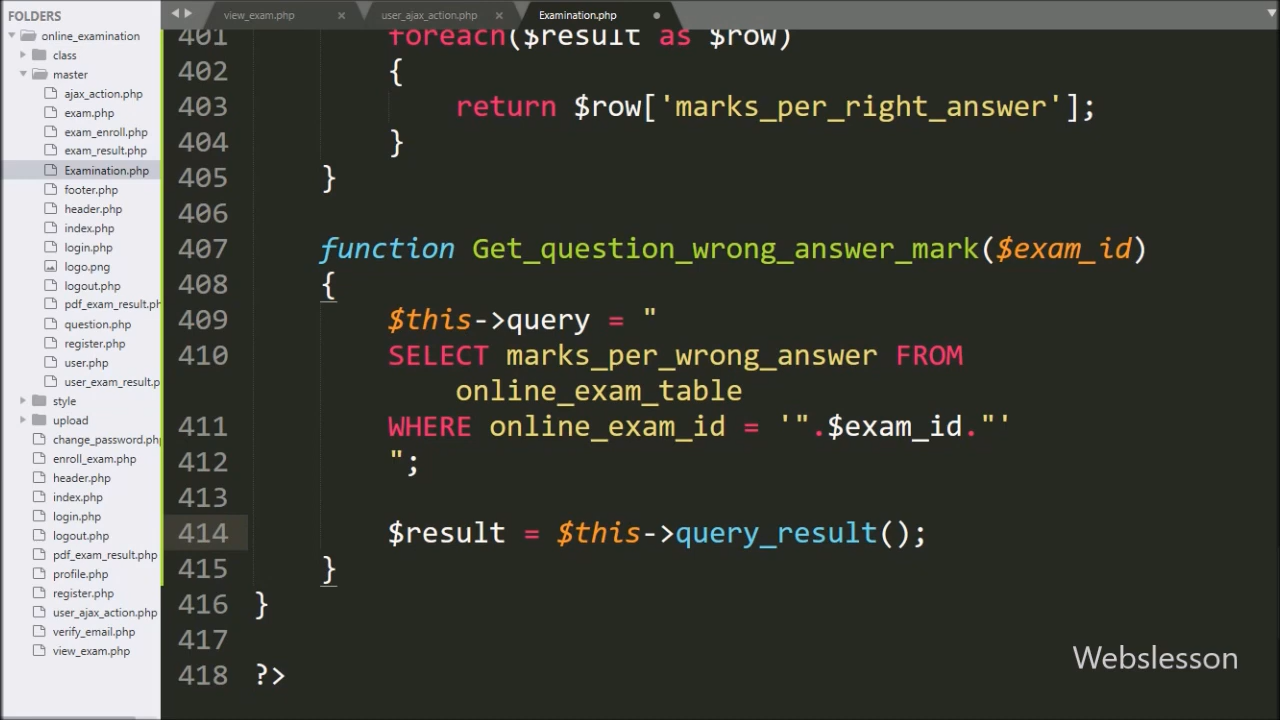 FOLDERS
online_examination
class
master
ajax_action.php
exam.php
exam_enroll.php
exam_result.php
Examination.php
footer.php
header.php
index.php
login.php
logo.png
logout.php
pdf_exam_result.ph
question.php
register.php
user.php
user_exam_result.p
style
upload
change_password.php
enroll_exam.php
header.php
index.php
login.php
logout.php
pdf_exam_result.php
profile.php
register.php
user_ajax_action.php
verify_email.php
view_exam.php
view_exam.php × user_ajax_action.php × Examination.php
401 foreach($result as $row)
402 {
403 return $row['marks_per_right_answer'];
404 }
405 }
406
407 function Get_question_wrong_answer_mark($exam_id)
408 {
409 $this->query = "
410 SELECT marks_per_wrong_answer FROM
online_exam_table
411 WHERE online_exam_id = '".$exam_id."'
412 ";
413
414 $result = $this->query_result();
415 }
416 }
417
418 ?>
Webslesson